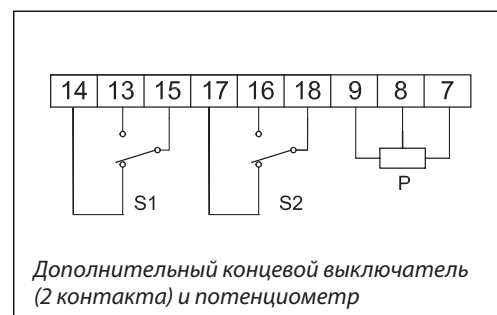 14 13 15 17 16 18 9 8 7
S1 S2 P
Дополнительный концевой выключатель
(2 контакта) и потенциометр